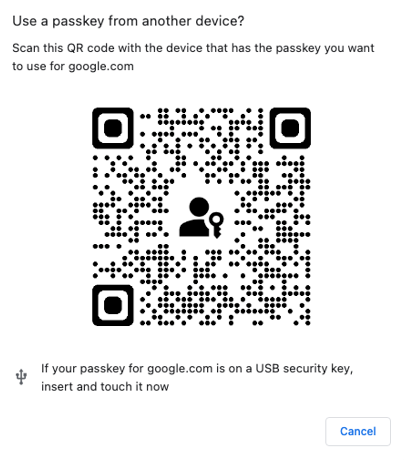 Use a passkey from another device?
Scan this QR code with the device that has the passkey you want
to use for google.com
If your passkey for google.com is on a USB security key,
insert and touch it now
Cancel